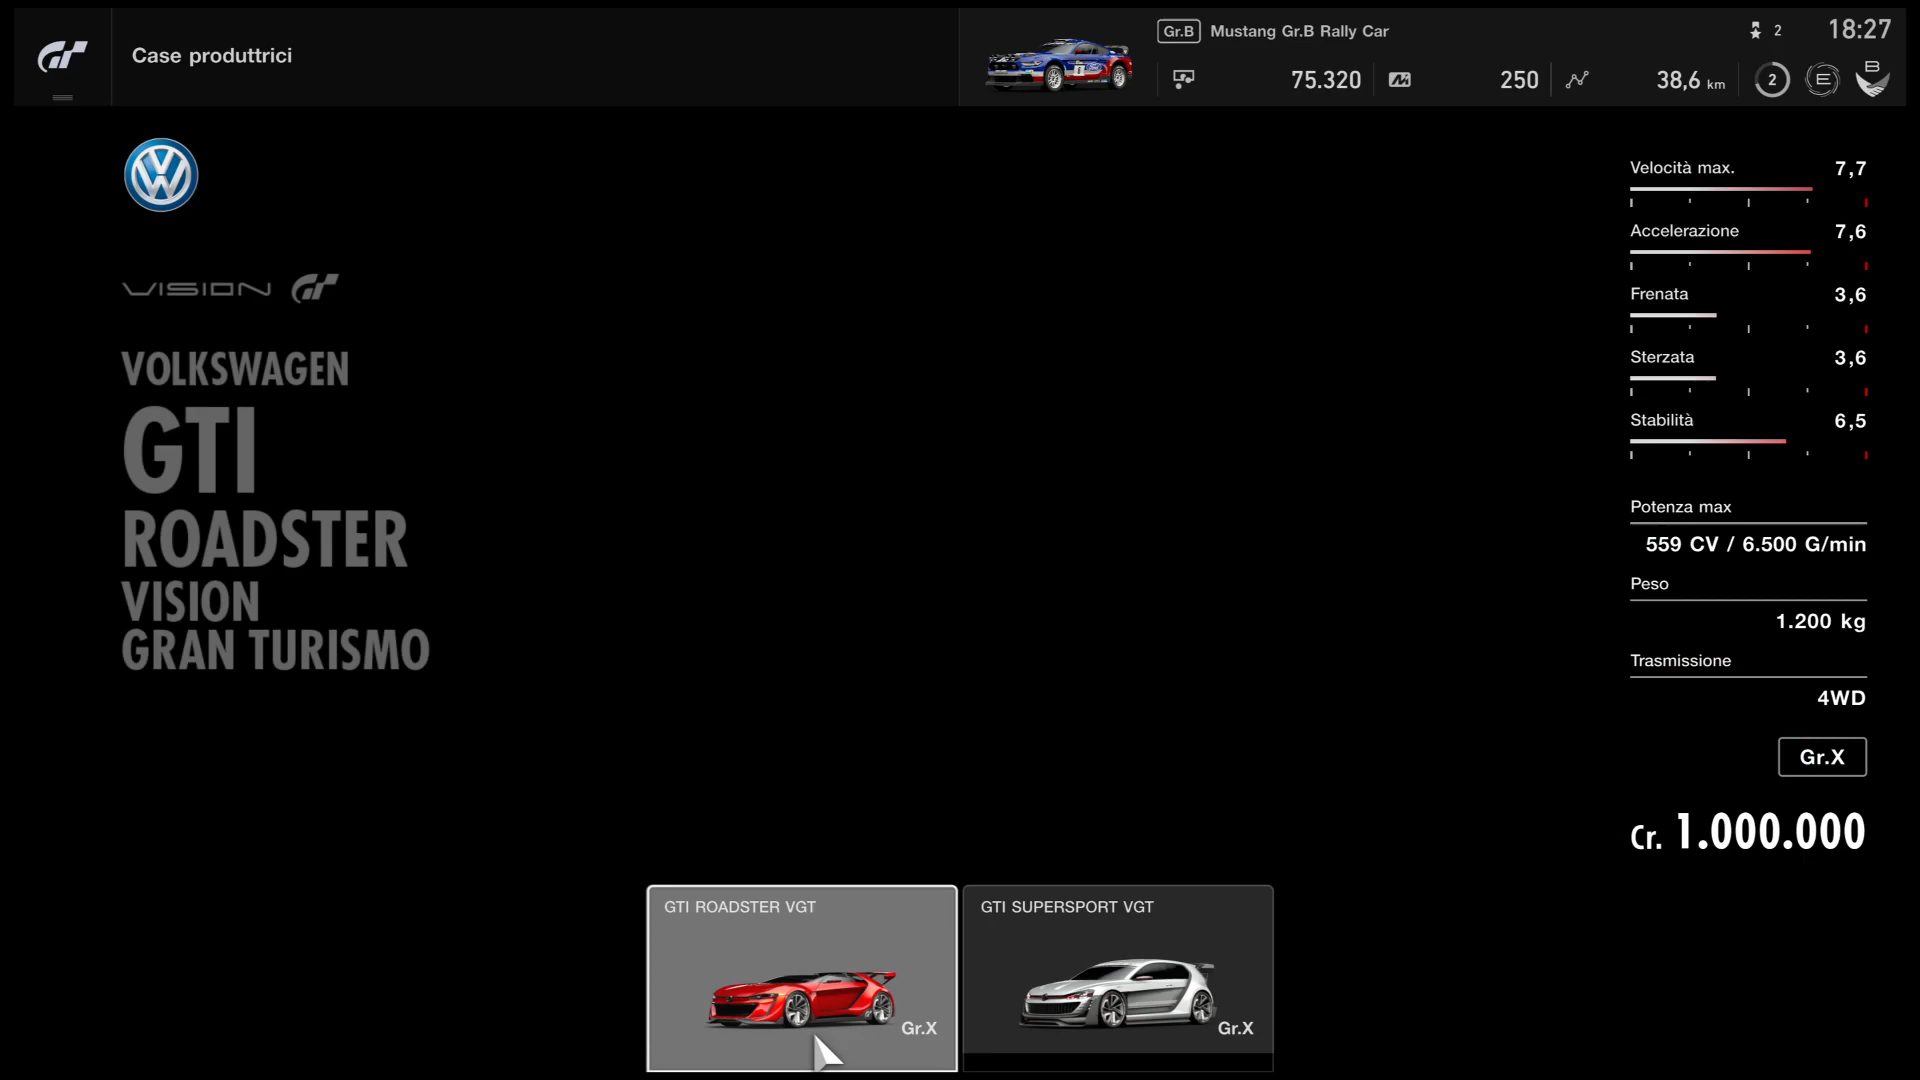 Case produttrici
Gr.B Mustang Gr.B Rally Car
2
18:27
75.320
250
38,6 km
2
E
B
VISION GT
VOLKSWAGEN
GTI
ROADSTER
VISION
GRAN TURISMO
Velocità max. 7,7
Accelerazione 7,6
Frenata 3,6
Sterzata 3,6
Stabilità 6,5
Potenza max
559 CV / 6.500 G/min
Peso
1.200 kg
Trasmissione
4WD
Gr.X
Cr. 1.000.000
GTI ROADSTER VGT
Gr.X
GTI SUPERSPORT VGT
Gr.X